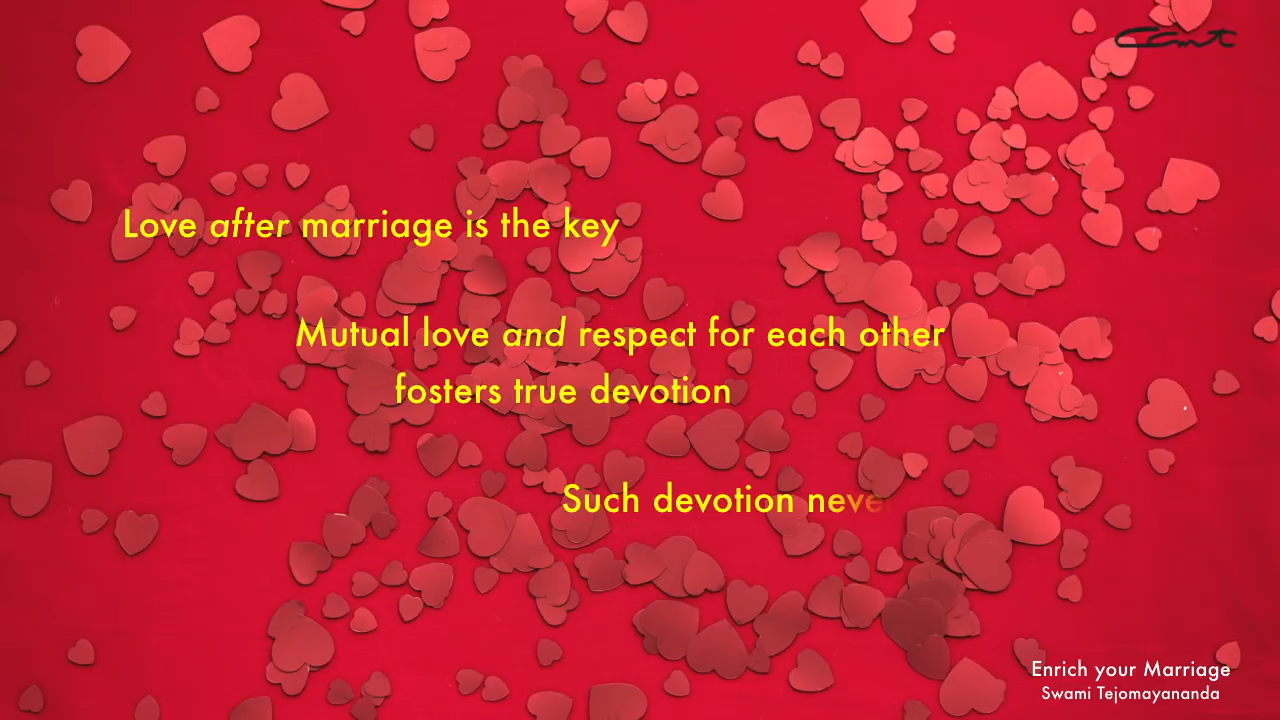 Love after marriage is the key
Mutual love and respect for each other
fosters true devotion
Such devotion neve
Enrich your Marriage
Swami Tejomayananda